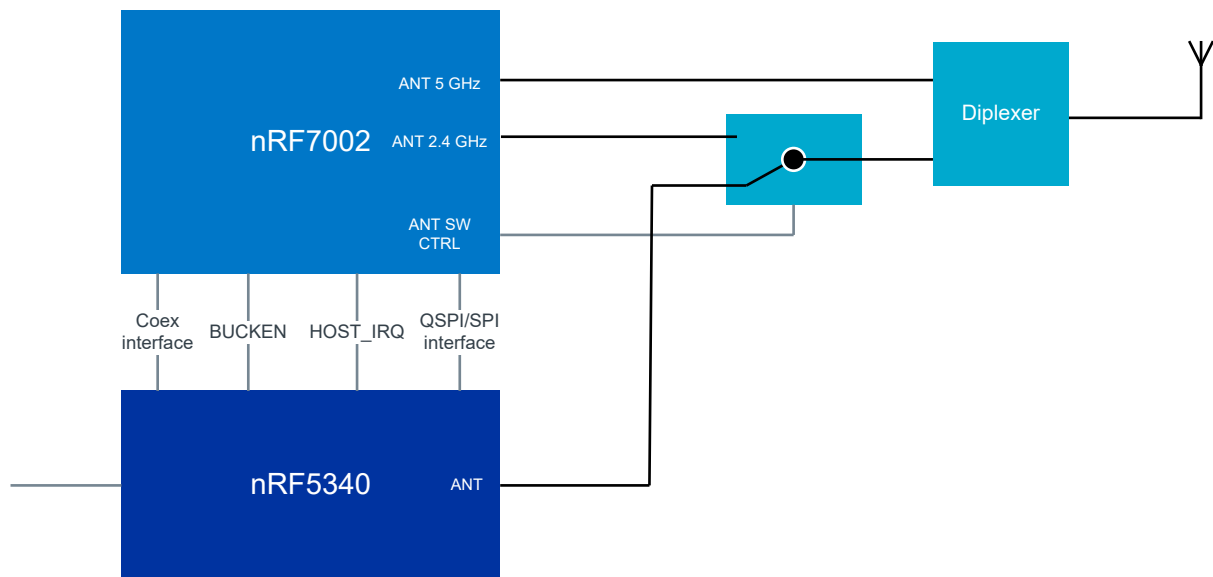 ANT 5 GHz
nRF7002
ANT 2.4 GHz
ANT SW
CTRL
Diplexer
Coex
interface
BUCKEN
HOST_IRQ
QSPI/SPI
interface
nRF5340
ANT